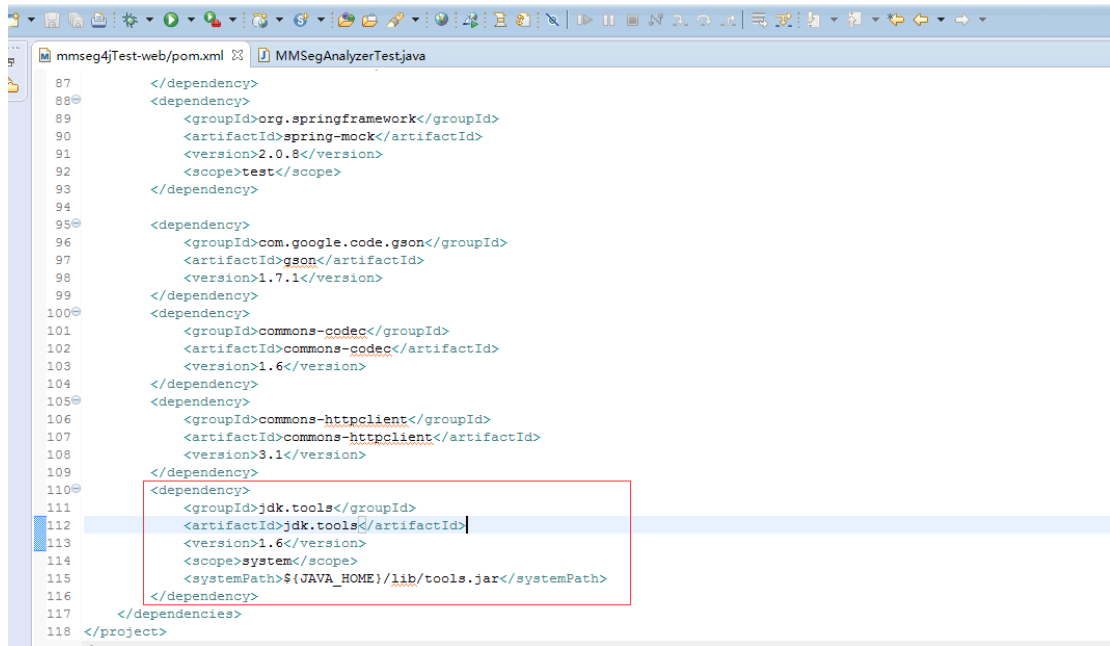 mmseg4jTest-web/pom.xml MMSegAnalyzerTest.java
87 </dependency>
88 <dependency>
89 <groupId>org.springframework</groupId>
90 <artifactId>spring-mock</artifactId>
91 <version>2.0.8</version>
92 <scope>test</scope>
93 </dependency>
94
95 <dependency>
96 <groupId>com.google.code.gson</groupId>
97 <artifactId>gson</artifactId>
98 <version>1.7.1</version>
99 </dependency>
100 <dependency>
101 <groupId>commons-codec</groupId>
102 <artifactId>commons-codec</artifactId>
103 <version>1.6</version>
104 </dependency>
105 <dependency>
106 <groupId>commons-httpclient</groupId>
107 <artifactId>commons-httpclient</artifactId>
108 <version>3.1</version>
109 </dependency>
110 <dependency>
111 <groupId>jdk.tools</groupId>
112 <artifactId>jdk.tools</artifactId>
113 <version>1.6</version>
114 <scope>system</scope>
115 <systemPath>${JAVA_HOME}/lib/tools.jar</systemPath>
116 </dependency>
117 </dependencies>
118 </project>